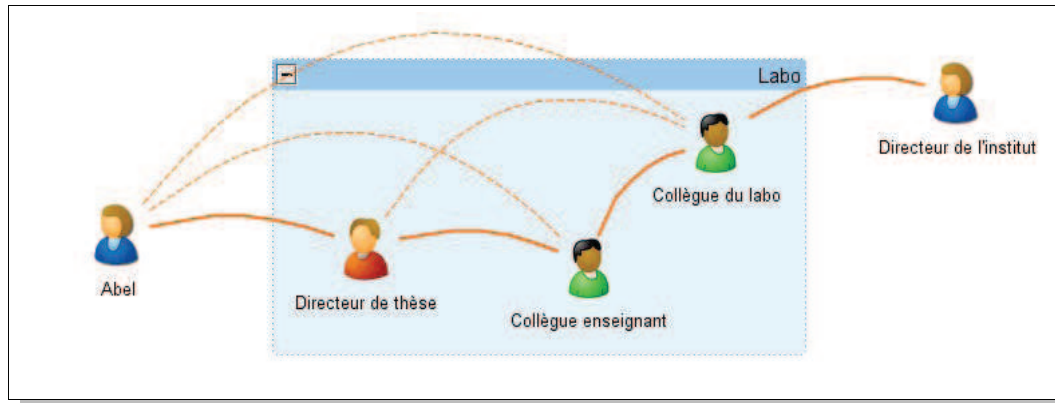 Labo
Directeur de l'institut
Collègue du labo
Abel
Directeur de thèse
Collègue enseignant